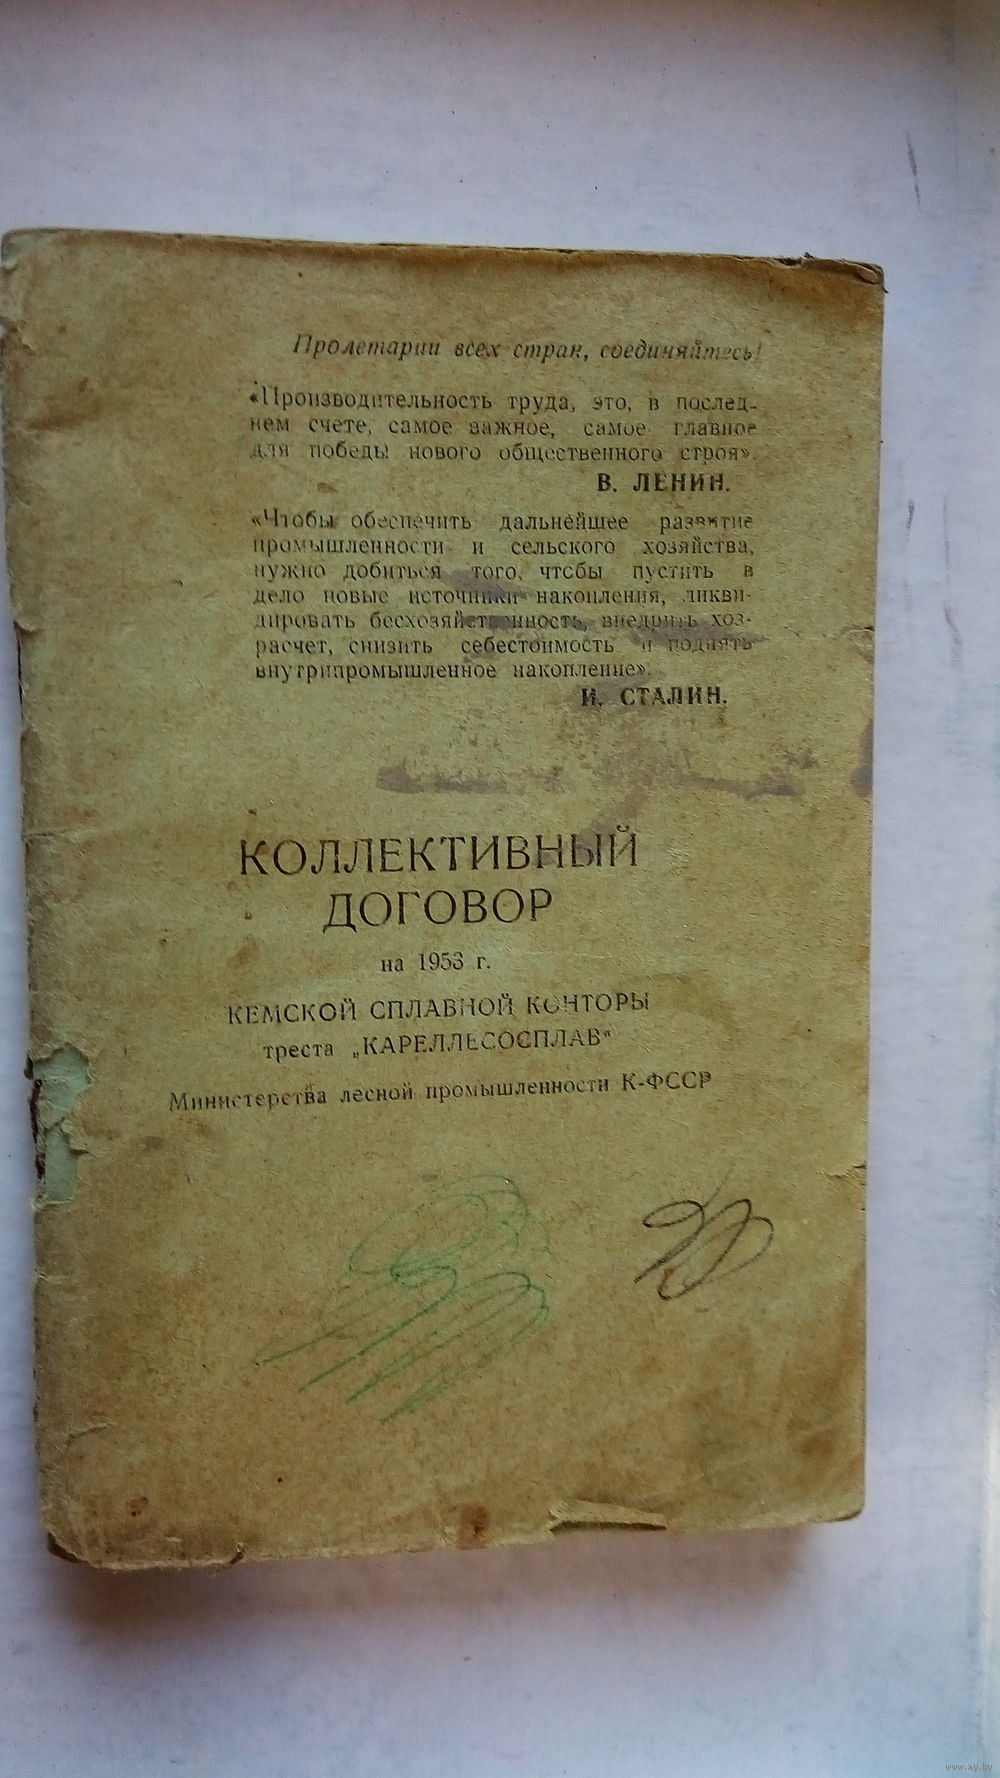 Пролетарии всех стран, соединяйтесь!
«Производительность труда, это, в послед-
нем счете, самое важное, самое главное
для победы нового общественного строя».
В. ЛЕНИН.
«Чтобы обеспечить дальнейшее развитие
промышленности и сельского хозяйства,
нужно добиться того, чтобы пустить в
дело новые источники накопления, ликви-
дировать бесхозяйственность, внедрить хоз-
расчет, снизить себестоимость и поднять
внутрипромышленное накопление».
И. СТАЛИН.
КОЛЛЕКТИВНЫЙ
ДОГОВОР
на 1953 г.
КЕМСКОЙ СПЛАВНОЙ КОНТОРЫ
треста „КАРЕЛЛЕСОСПЛАВ“
Министерства лесной промышленности К-ФССР
www.ay.by